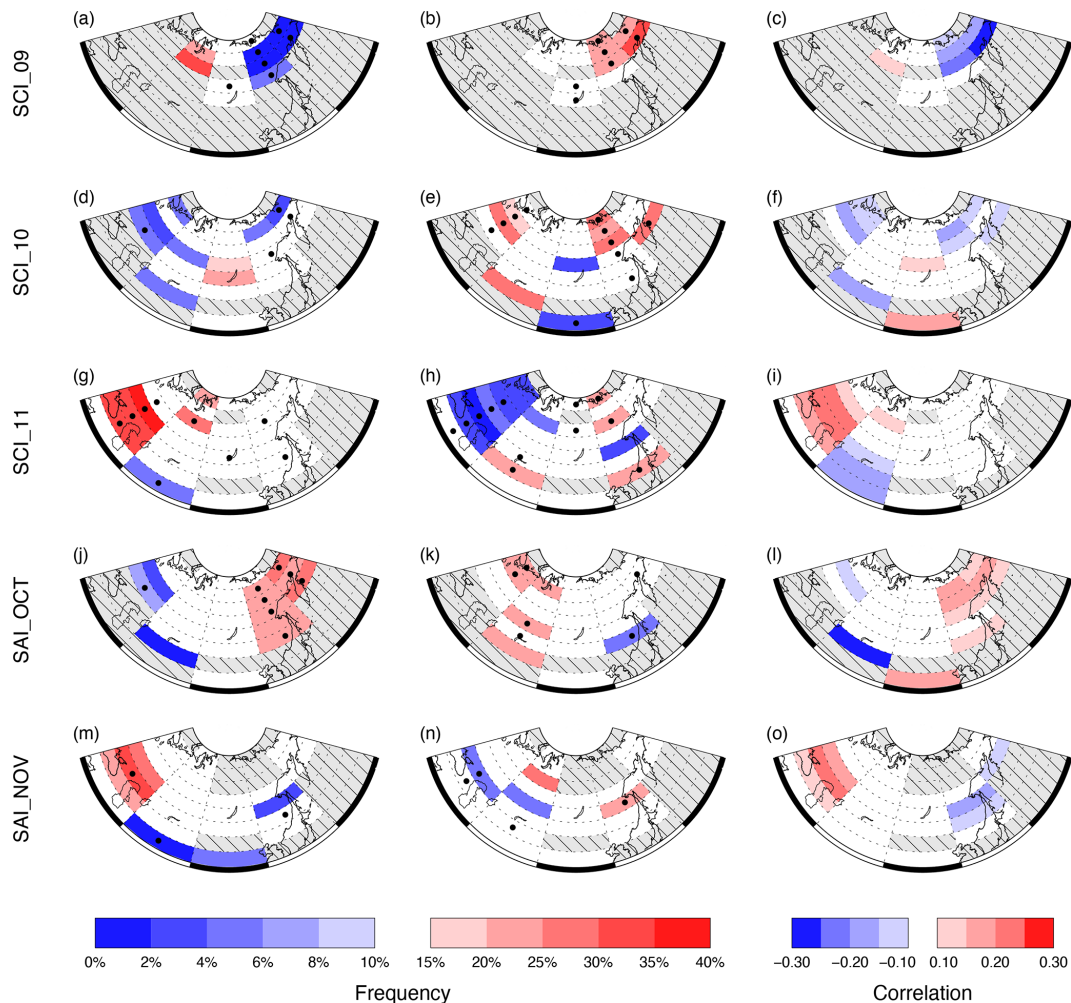 (a) (b) (c)
SCI_09
(d) (e) (f)
SCI_10
(g) (h) (i)
SCI_11
(j) (k) (l)
SAI_OCT
(m) (n) (o)
SAI_NOV
0% 2% 4% 6% 8% 10% 15% 20% 25% 30% 35% 40% −0.30 −0.20 −0.10 0.10 0.20 0.30
Frequency Correlation